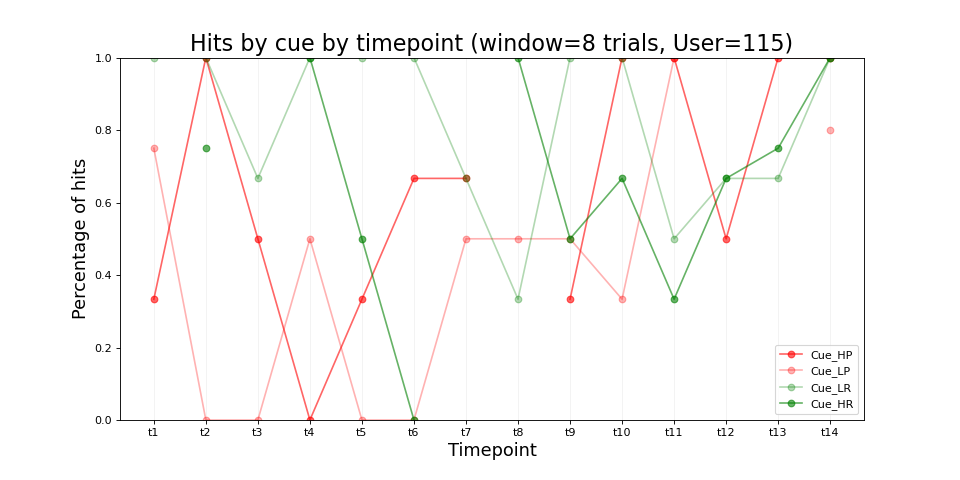 Hits by cue by timepoint (window=8 trials, User=115)
Percentage of hits
1.0
0.8
0.6
0.4
0.2
0.0
t1 t2 t3 t4 t5 t6 t7 t8 t9 t10 t11 t12 t13 t14
Timepoint
Cue_HP
Cue_LP
Cue_LR
Cue_HR